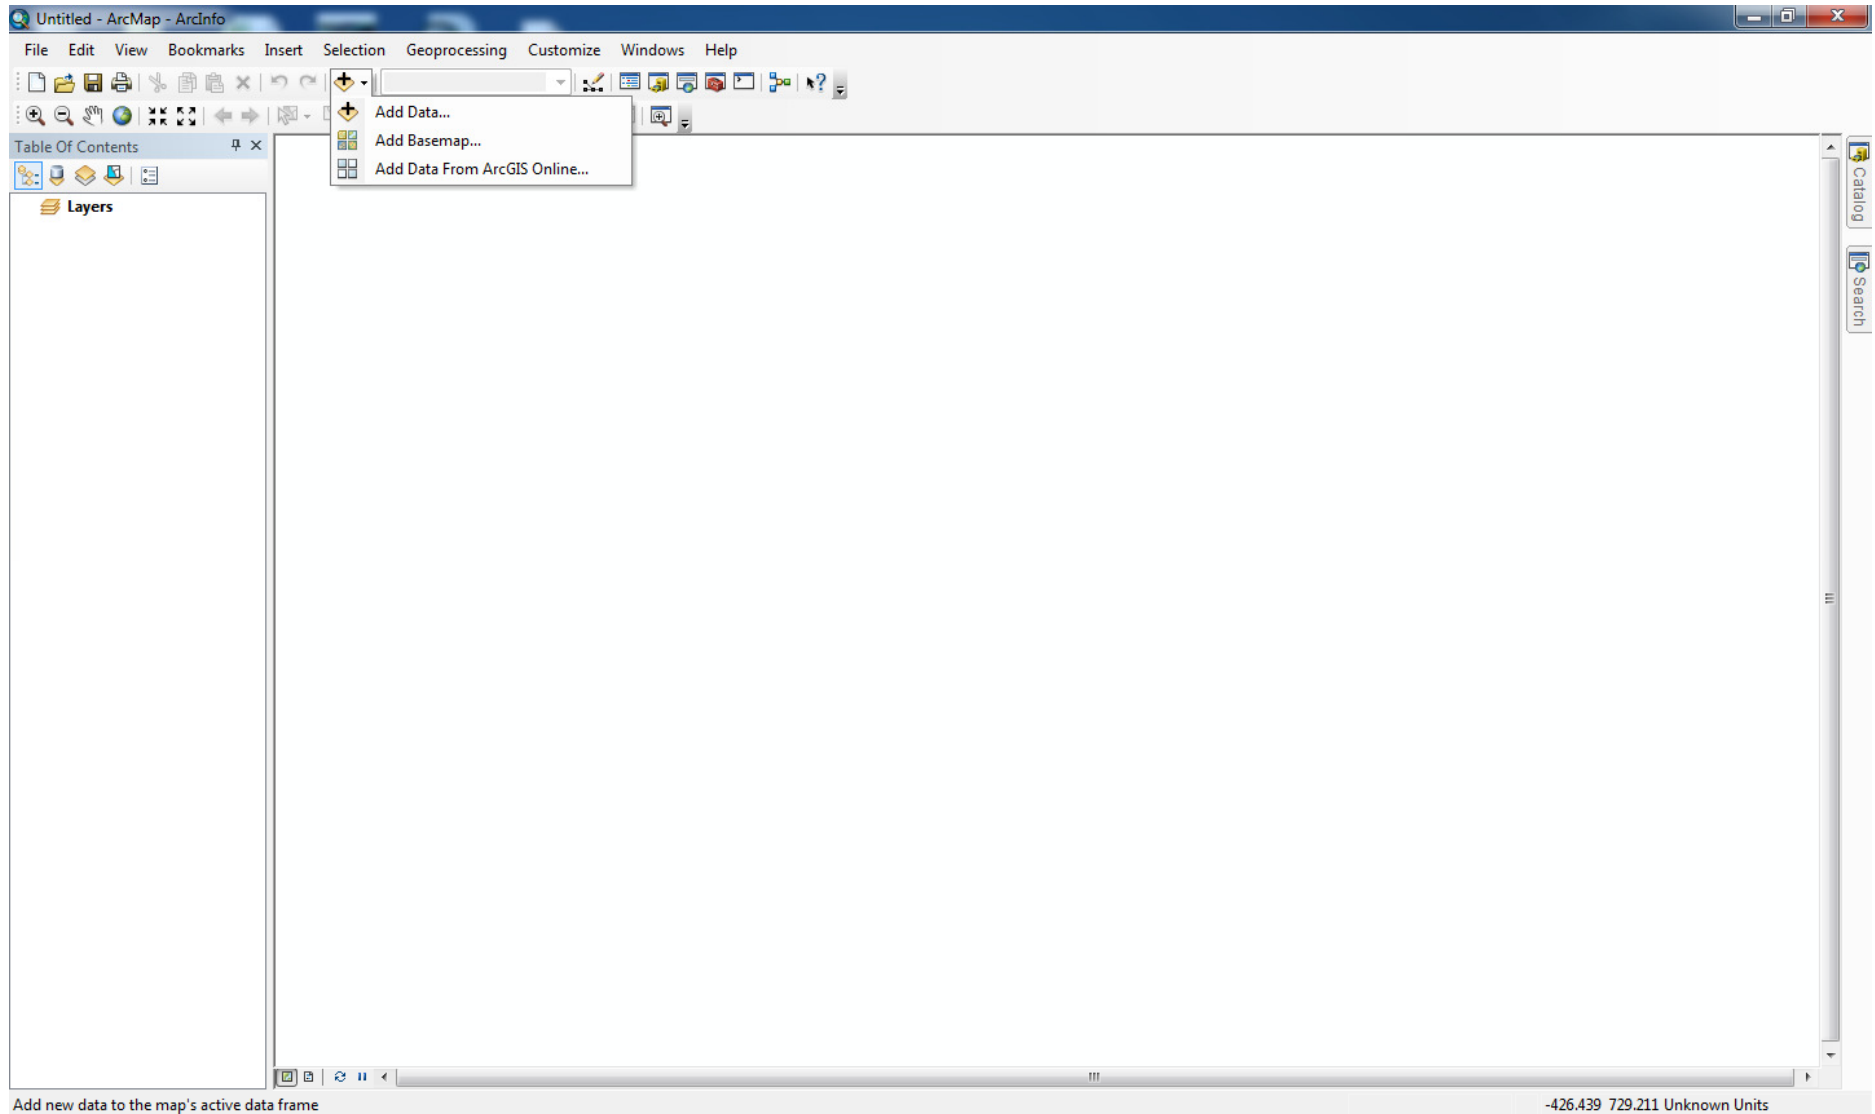 Untitled - ArcMap - ArcInfo
File Edit View Bookmarks Insert Selection Geoprocessing Customize Windows Help
Add Data...
Add Basemap...
Add Data From ArcGIS Online...
Table Of Contents
Layers
Catalog
Search
Add new data to the map's active data frame
-426.439 729.211 Unknown Units